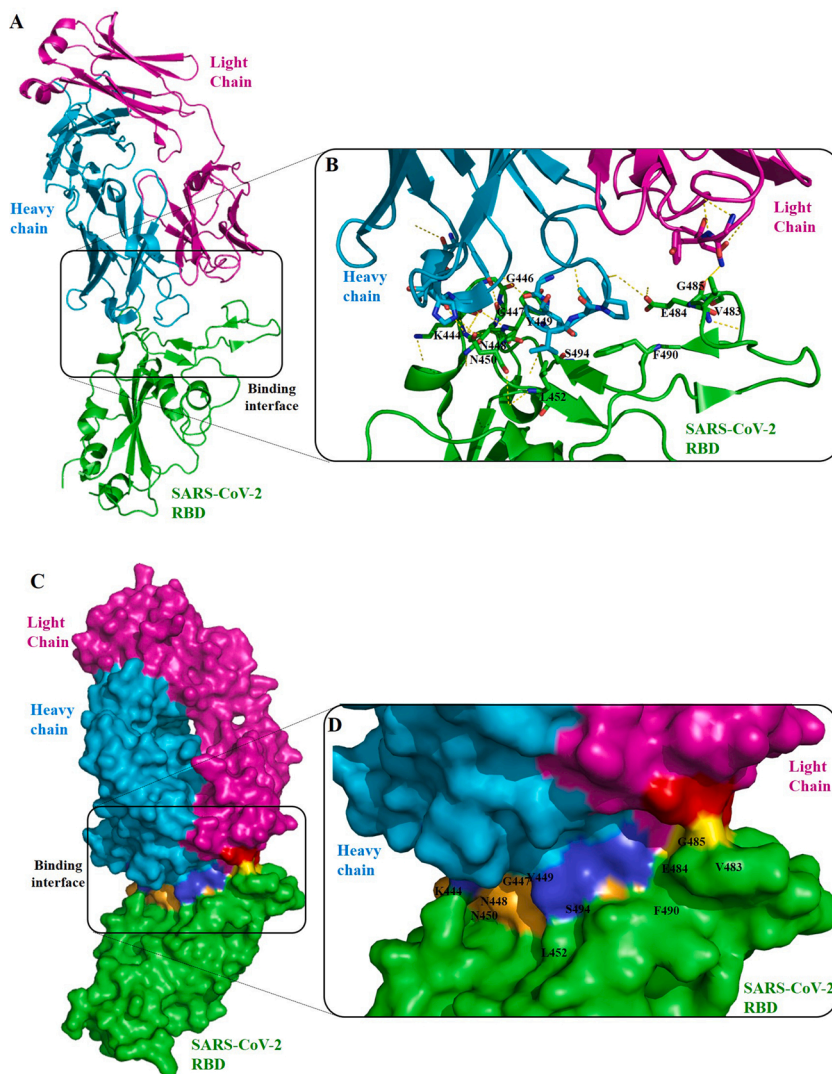 A
Light
Chain
Heavy
chain
Binding
interface
SARS-CoV-2
RBD
B
Light
Chain
Heavy
chain
G446
G447
Y449
K444
N448
N450
S494
L452
G485
E484
V483
F490
SARS-CoV-2
RBD
C
Light
Chain
Heavy
chain
Binding
interface
SARS-CoV-2
RBD
D
Light
Chain
Heavy
chain
G485
E484
V483
G447
Y449
K444
N448
N450
S494
F490
L452
SARS-CoV-2
RBD